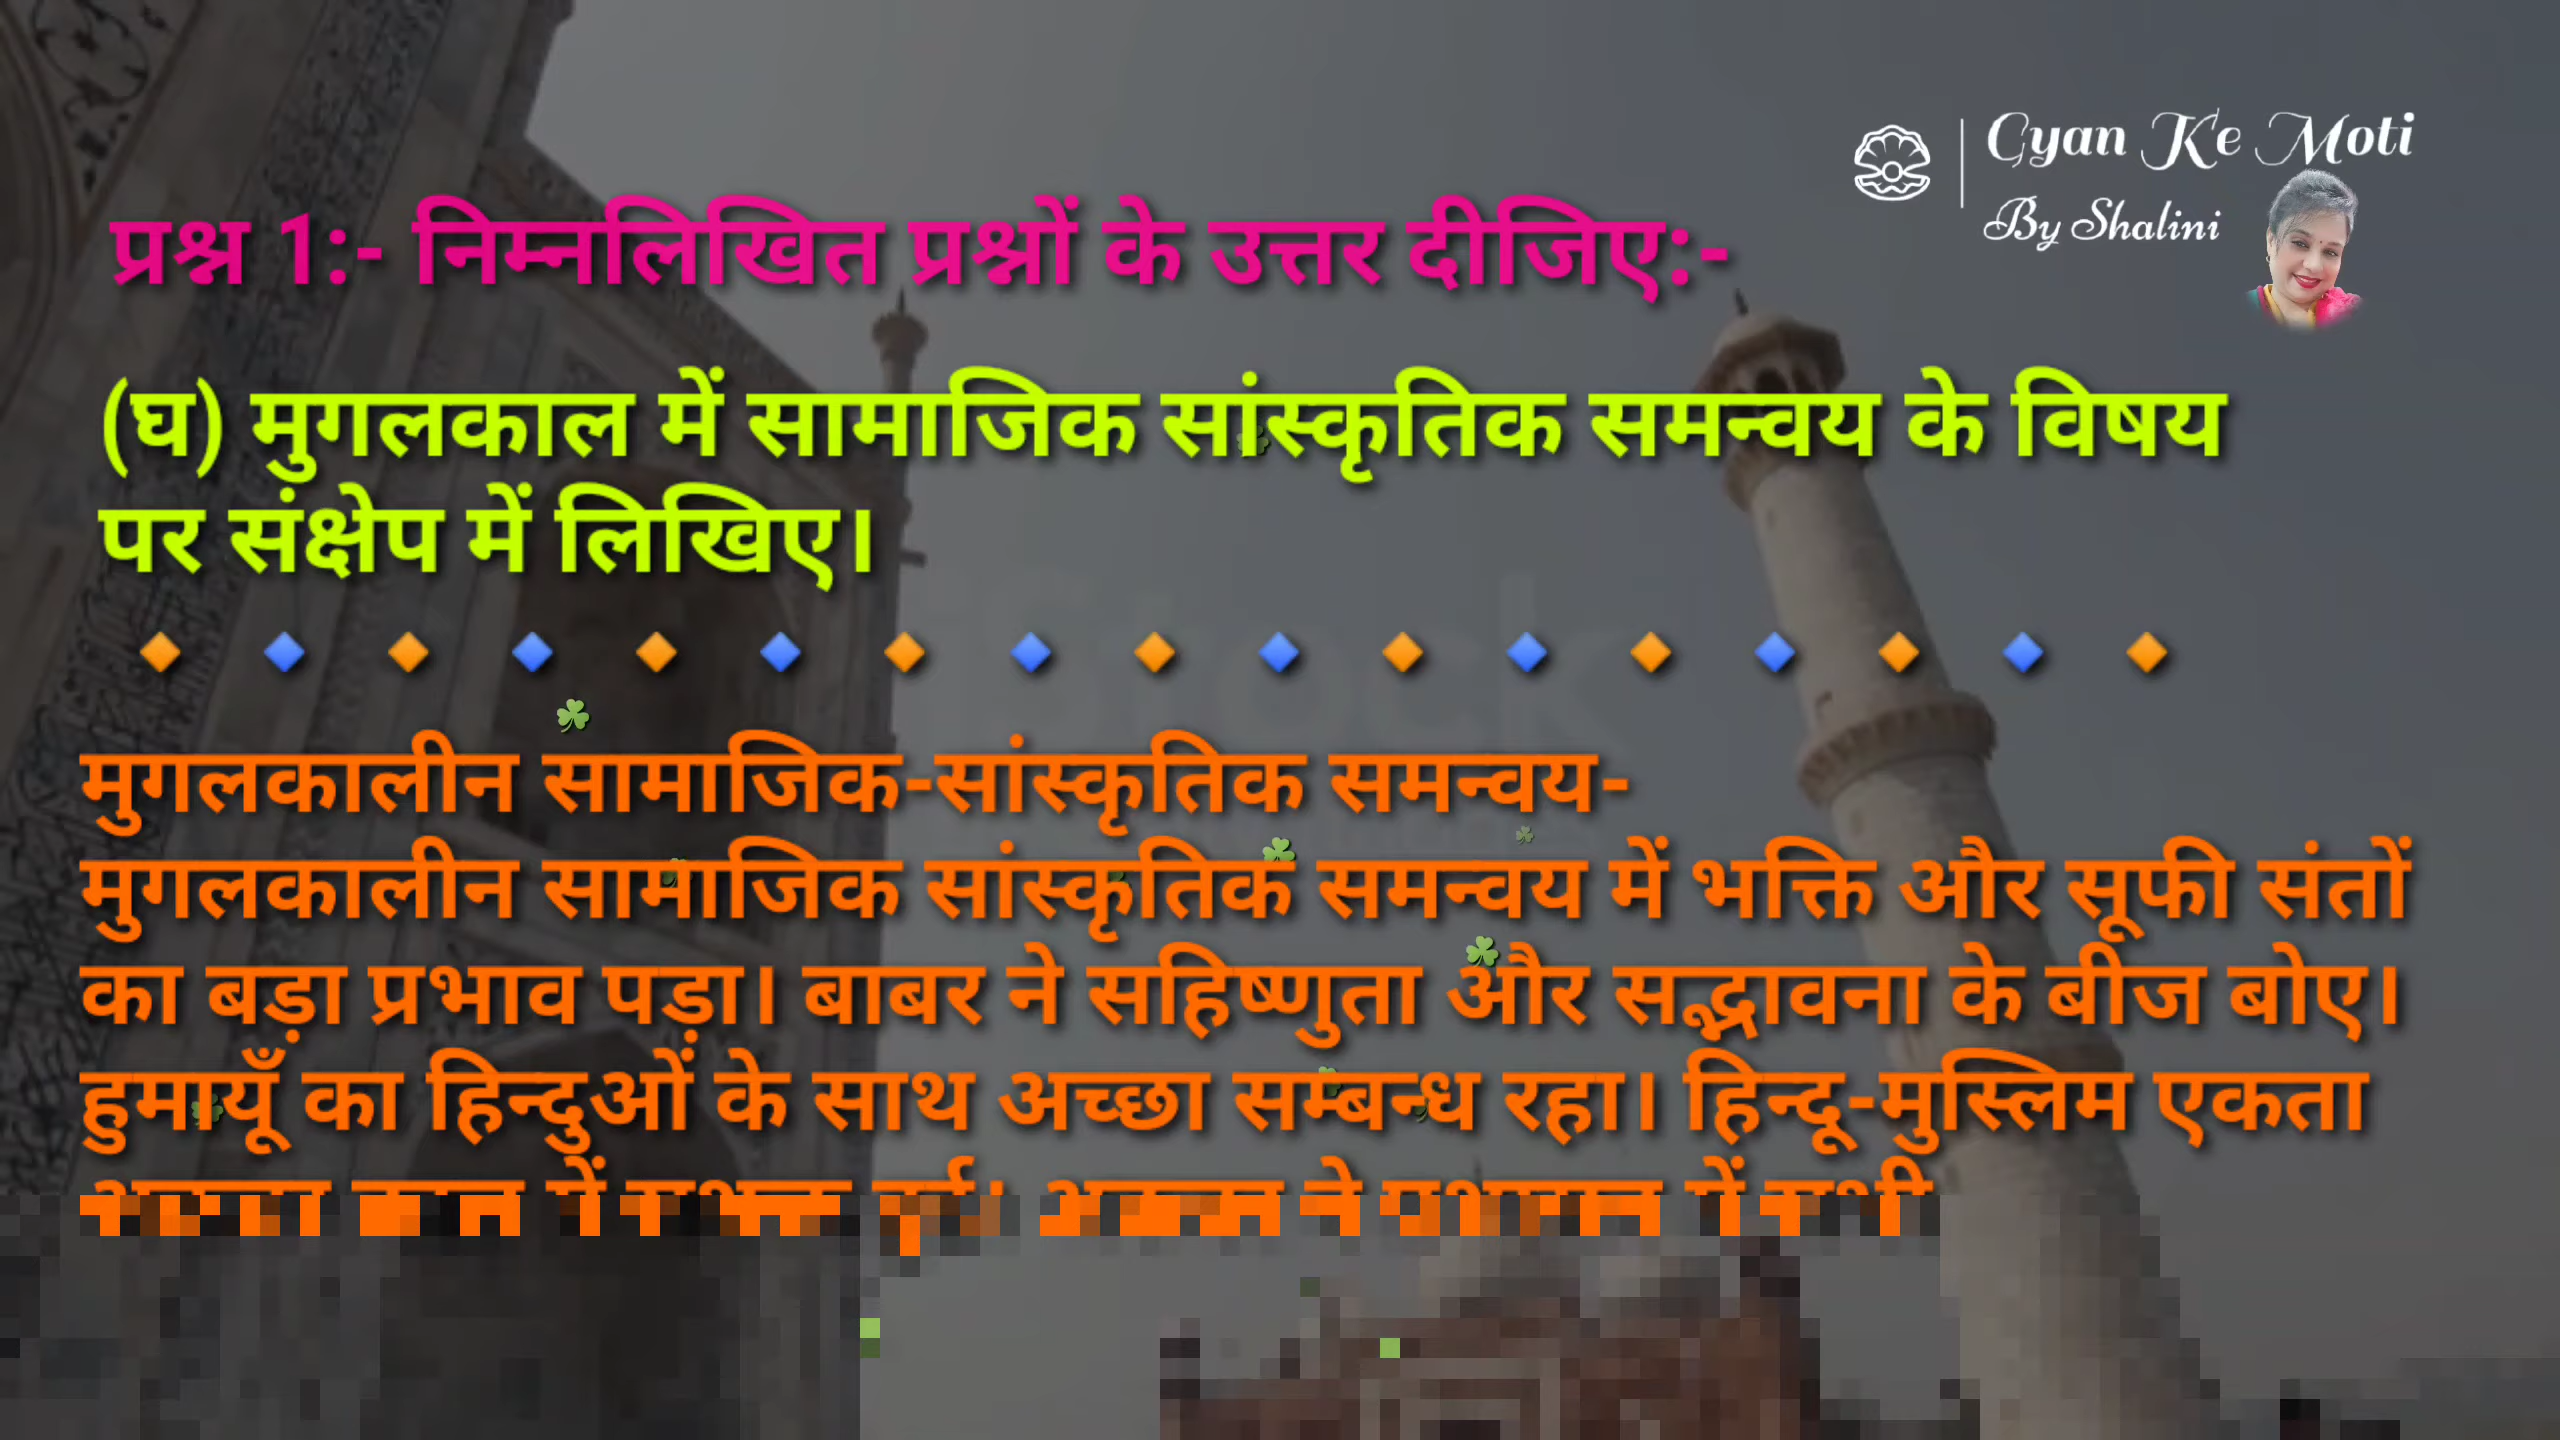 Gyan Ke Moti
By Shalini
प्रश्न 1:- निम्नलिखित प्रश्नों के उत्तर दीजिए:-
(घ) मुगलकाल में सामाजिक सांस्कृतिक समन्वय के विषय
पर संक्षेप में लिखिए।
मुगलकालीन सामाजिक-सांस्कृतिक समन्वय-
मुगलकालीन सामाजिक सांस्कृतिक समन्वय में भक्ति और सूफी संतों
का बड़ा प्रभाव पड़ा। बाबर ने सहिष्णुता और सद्भावना के बीज बोए।
हुमायूँ का हिन्दुओं के साथ अच्छा सम्बन्ध रहा। हिन्दू-मुस्लिम एकता